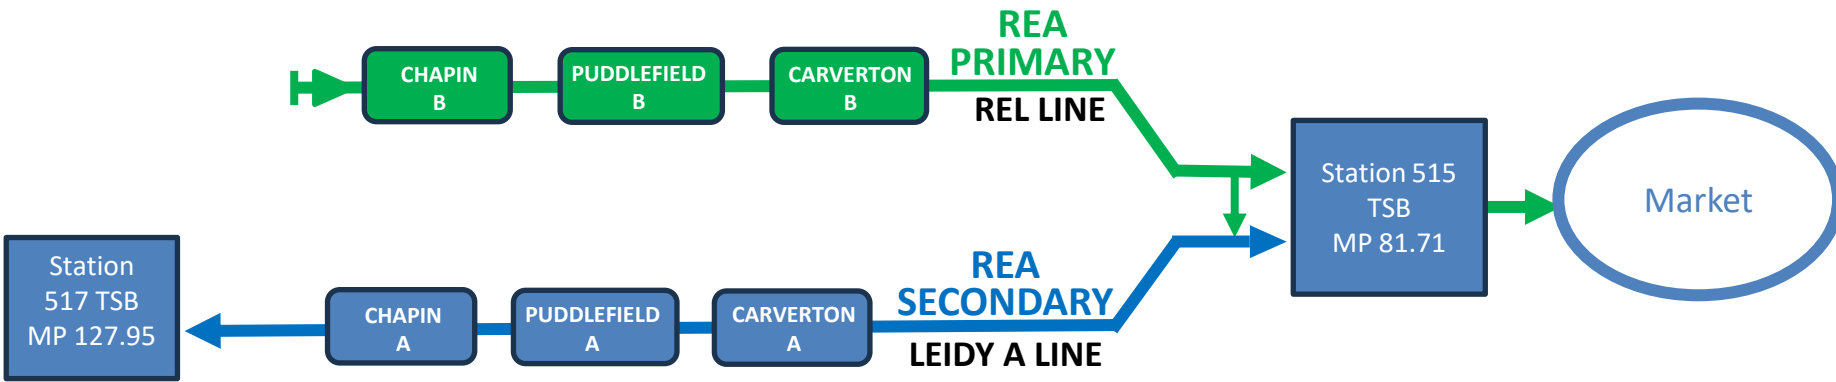 REA
PRIMARY
CHAPIN
B
PUDDLEFIELD
B
CARVERTON
B
REL LINE
Station 515
TSB
MP 81.71
Market
Station
517 TSB
MP 127.95
CHAPIN
A
PUDDLEFIELD
A
CARVERTON
A
REA
SECONDARY
LEIDY A LINE